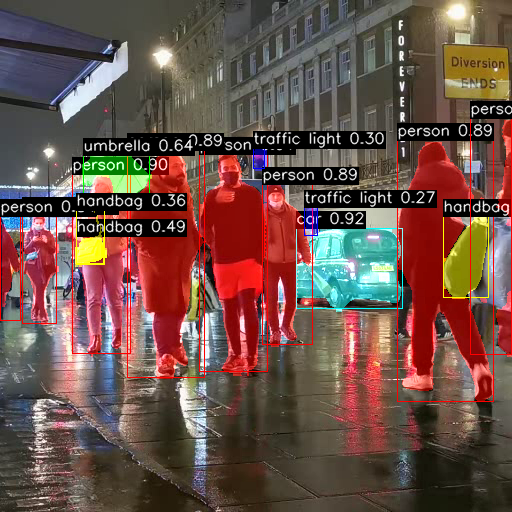 FOREVER 21
Diversion
ENDS
perso
person 0.89
traffic light 0.30
0.89
son
umbrella 0.64
person 0.90
person 0.89
handbag 0.36
traffic light 0.27
person 0.
handbag
car 0.92
handbag 0.49